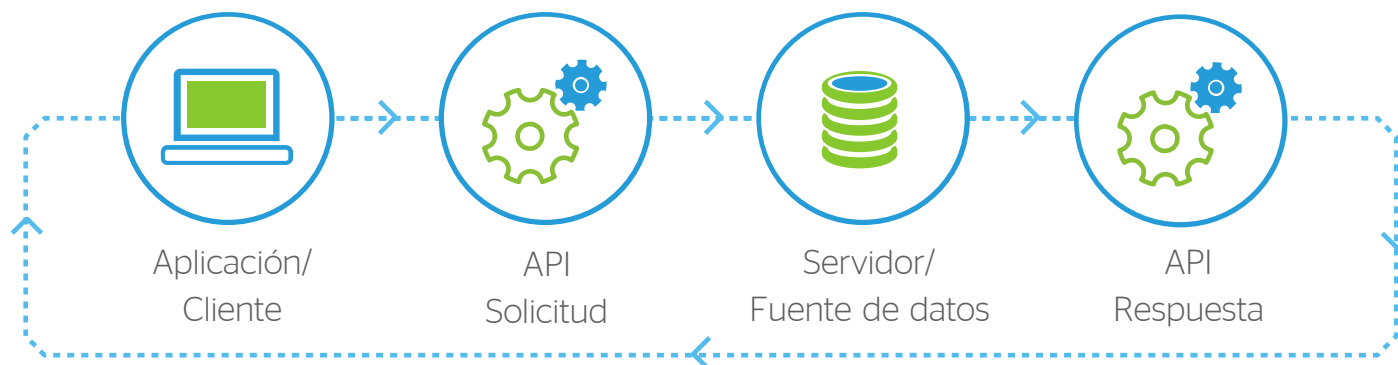 Aplicación/
Cliente
API
Solicitud
Servidor/
Fuente de datos
API
Respuesta